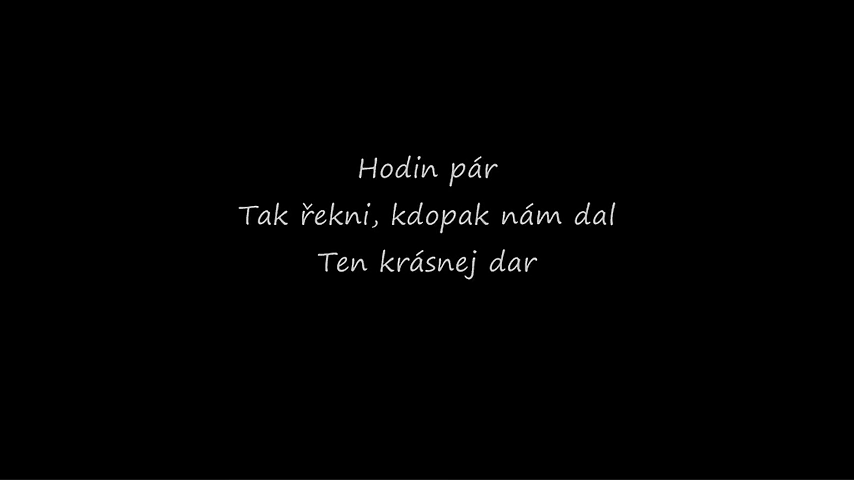 Hodin pár
Tak řekni, kdopak nám dal
Ten krásnej dar